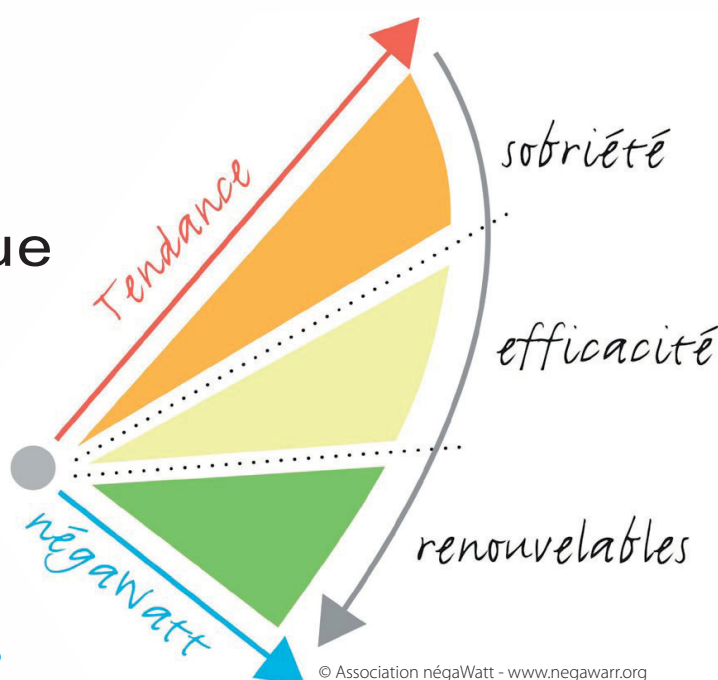 sobriété
Tendance
ue
efficacité
renouvelables
négaWatt
© Association négaWatt - www.negawarr.org